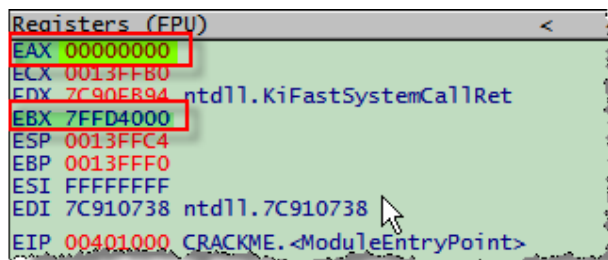 Registers (FPU) <
EAX 00000000
ECX 0013FFB0
EDX 7C90EB94 ntdll.KiFastSystemCallRet
EBX 7FFD4000
ESP 0013FFC4
EBP 0013FFF0
ESI FFFFFFFF
EDI 7C910738 ntdll.7C910738
EIP 00401000 CRACKME.<ModuleEntryPoint>